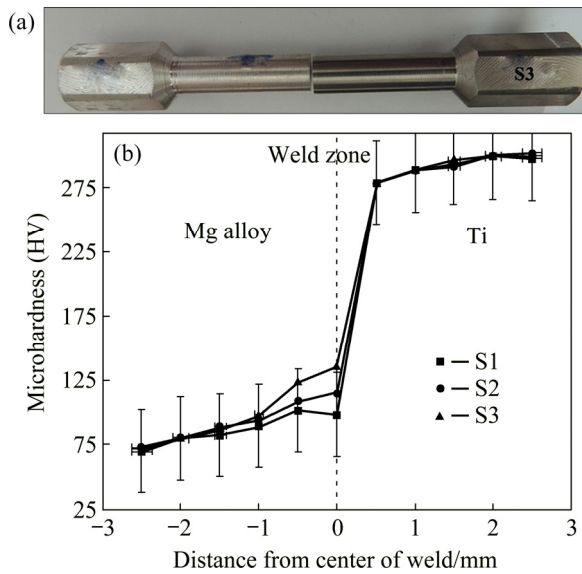 (a)
S3
(b)
Weld zone
Mg alloy
Ti
S1
S2
S3
Microhardness (HV)
275
225
175
125
75
25
−3
−2
−1
0
1
2
3
Distance from center of weld/mm